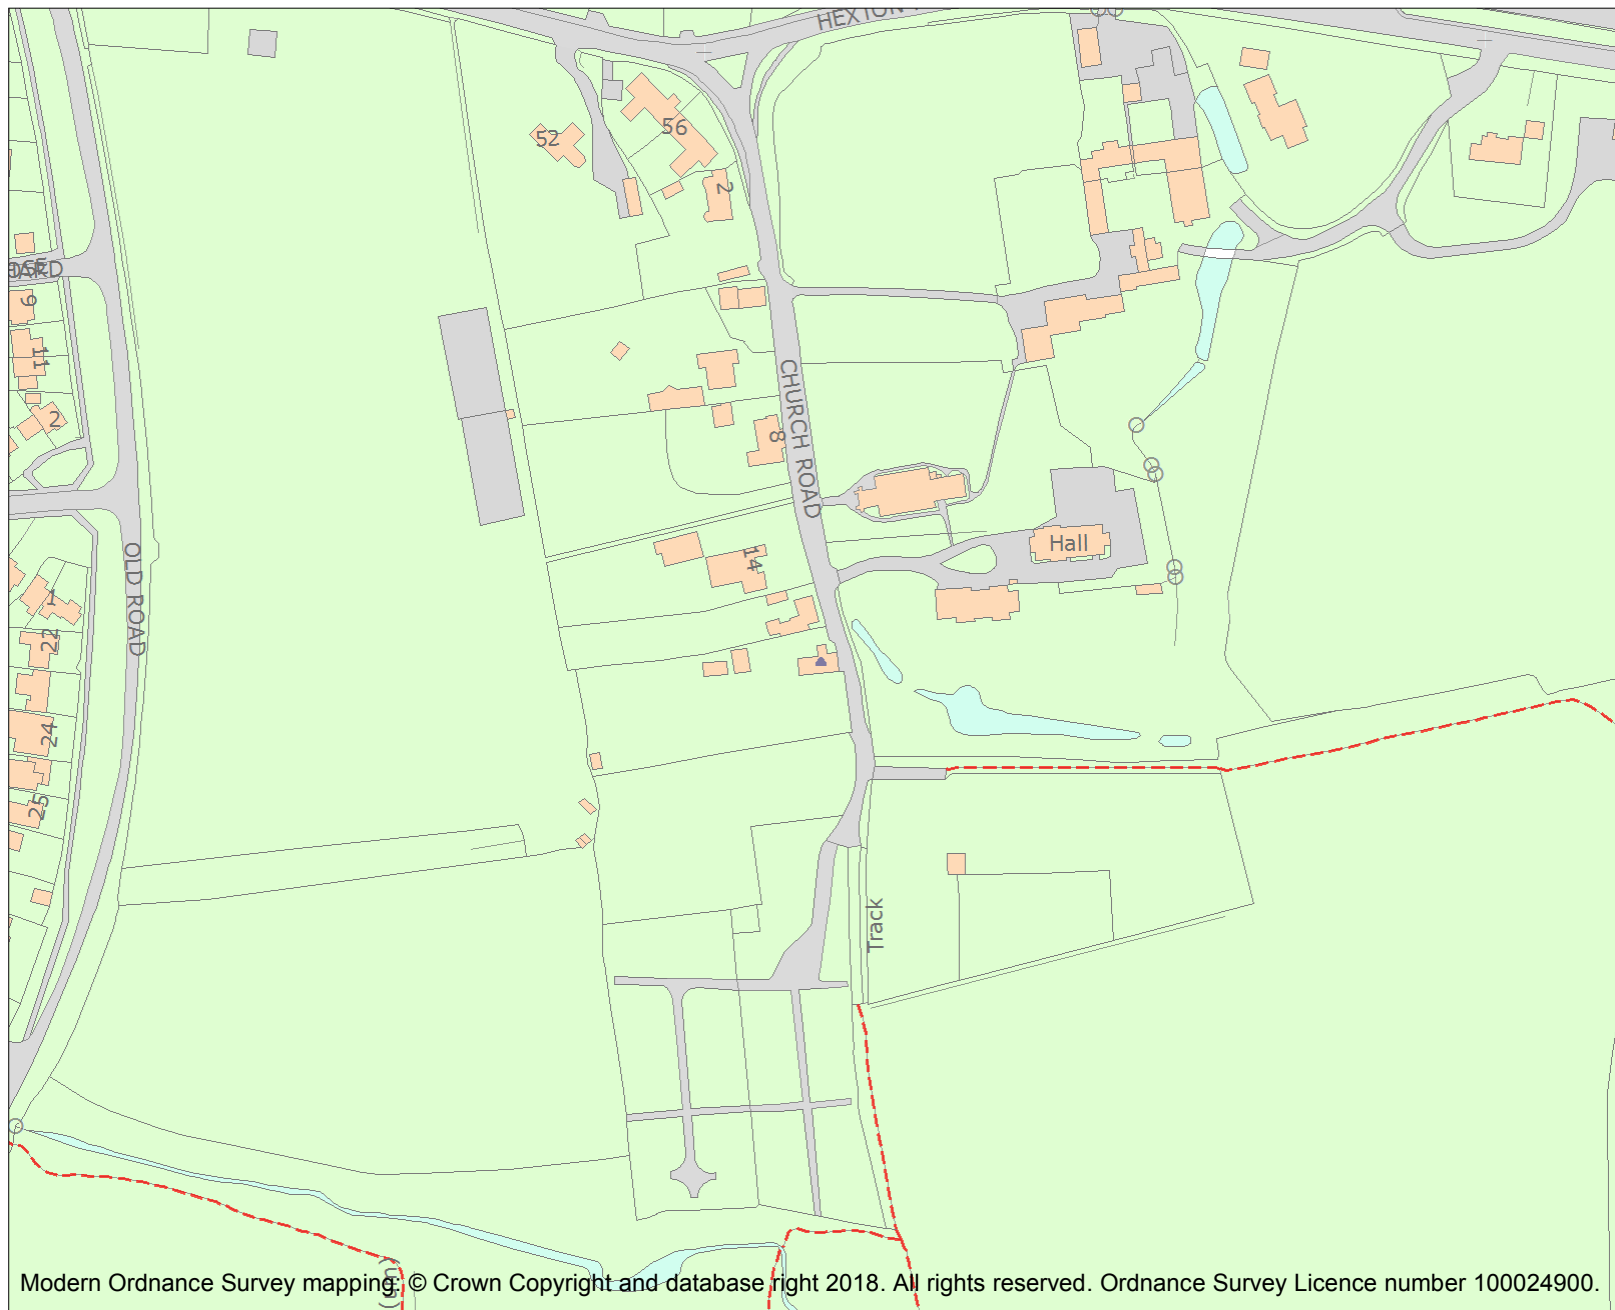 HEXTON
52
56
2
6
11
2
CHURCH ROAD
8
14
Hall
OLD ROAD
1
22
24
25
Track
Modern Ordnance Survey mapping: © Crown Copyright and database right 2018. All rights reserved. Ordnance Survey Licence number 100024900.